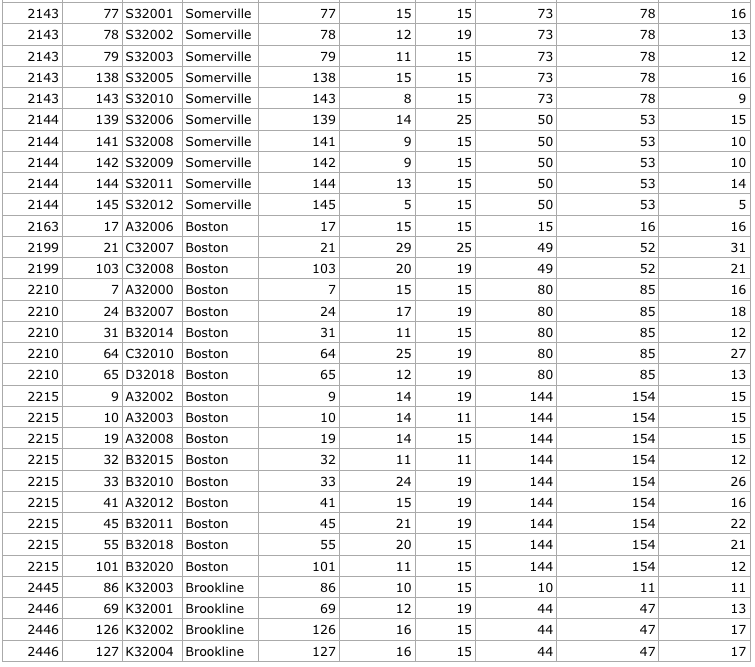 2143 77 S32001 Somerville 77 15 15 73 78 16
2143 78 S32002 Somerville 78 12 19 73 78 13
2143 79 S32003 Somerville 79 11 15 73 78 12
2143 138 S32005 Somerville 138 15 15 73 78 16
2143 143 S32010 Somerville 143 8 15 73 78 9
2144 139 S32006 Somerville 139 14 25 50 53 15
2144 141 S32008 Somerville 141 9 15 50 53 10
2144 142 S32009 Somerville 142 9 15 50 53 10
2144 144 S32011 Somerville 144 13 15 50 53 14
2144 145 S32012 Somerville 145 5 15 50 53 5
2163 17 A32006 Boston 17 15 15 15 16 16
2199 21 C32007 Boston 21 29 25 49 52 31
2199 103 C32008 Boston 103 20 19 49 52 21
2210 7 A32000 Boston 7 15 15 80 85 16
2210 24 B32007 Boston 24 17 19 80 85 18
2210 31 B32014 Boston 31 11 15 80 85 12
2210 64 C32010 Boston 64 25 19 80 85 27
2210 65 D32018 Boston 65 12 19 80 85 13
2215 9 A32002 Boston 9 14 19 144 154 15
2215 10 A32003 Boston 10 14 11 144 154 15
2215 19 A32008 Boston 19 14 15 144 154 15
2215 32 B32015 Boston 32 11 11 144 154 12
2215 33 B32010 Boston 33 24 19 144 154 26
2215 41 A32012 Boston 41 15 19 144 154 16
2215 45 B32011 Boston 45 21 19 144 154 22
2215 55 B32018 Boston 55 20 15 144 154 21
2215 101 B32020 Boston 101 11 15 144 154 12
2445 86 K32003 Brookline 86 10 15 10 11 11
2446 69 K32001 Brookline 69 12 19 44 47 13
2446 126 K32002 Brookline 126 16 15 44 47 17
2446 127 K32004 Brookline 127 16 15 44 47 17